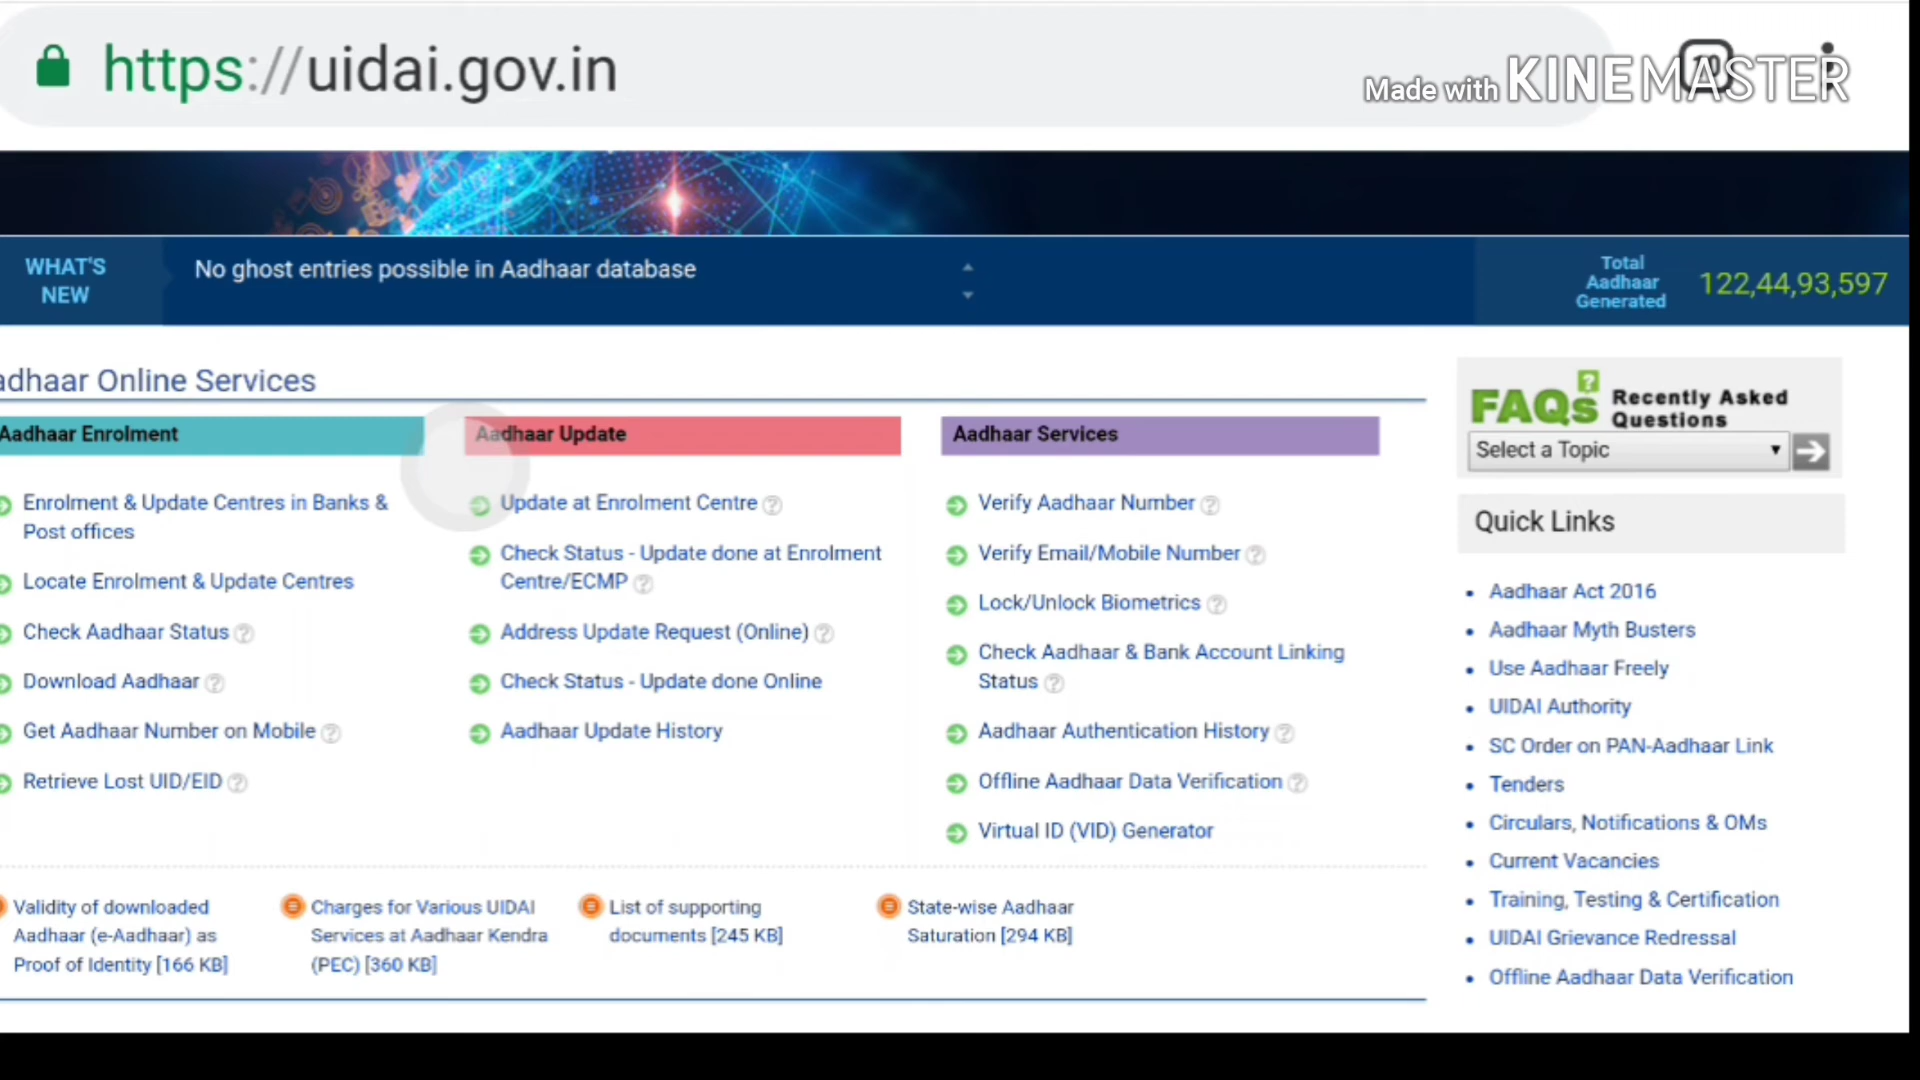 https://uidai.gov.in
Made with KINEMASTER
WHAT'S
NEW
No ghost entries possible in Aadhaar database
Total
Aadhaar
Generated
122,44,93,597
adhaar Online Services
Aadhaar Enrolment
Enrolment & Update Centres in Banks &
Post offices
Locate Enrolment & Update Centres
Check Aadhaar Status ?
Download Aadhaar ?
Get Aadhaar Number on Mobile ?
Retrieve Lost UID/EID ?
Aadhaar Update
Update at Enrolment Centre ?
Check Status - Update done at Enrolment
Centre/ECMP ?
Address Update Request (Online) ?
Check Status - Update done Online
Aadhaar Update History
Aadhaar Services
Verify Aadhaar Number ?
Verify Email/Mobile Number ?
Lock/Unlock Biometrics ?
Check Aadhaar & Bank Account Linking
Status ?
Aadhaar Authentication History ?
Offline Aadhaar Data Verification ?
Virtual ID (VID) Generator
Validity of downloaded
Aadhaar (e-Aadhaar) as
Proof of Identity [166 KB]
Charges for Various UIDAI
Services at Aadhaar Kendra
(PEC) [360 KB]
List of supporting
documents [245 KB]
State-wise Aadhaar
Saturation [294 KB]
FAQs ? Recently Asked
Questions
Select a Topic
Quick Links
Aadhaar Act 2016
Aadhaar Myth Busters
Use Aadhaar Freely
UIDAI Authority
SC Order on PAN-Aadhaar Link
Tenders
Circulars, Notifications & OMs
Current Vacancies
Training, Testing & Certification
UIDAI Grievance Redressal
Offline Aadhaar Data Verification